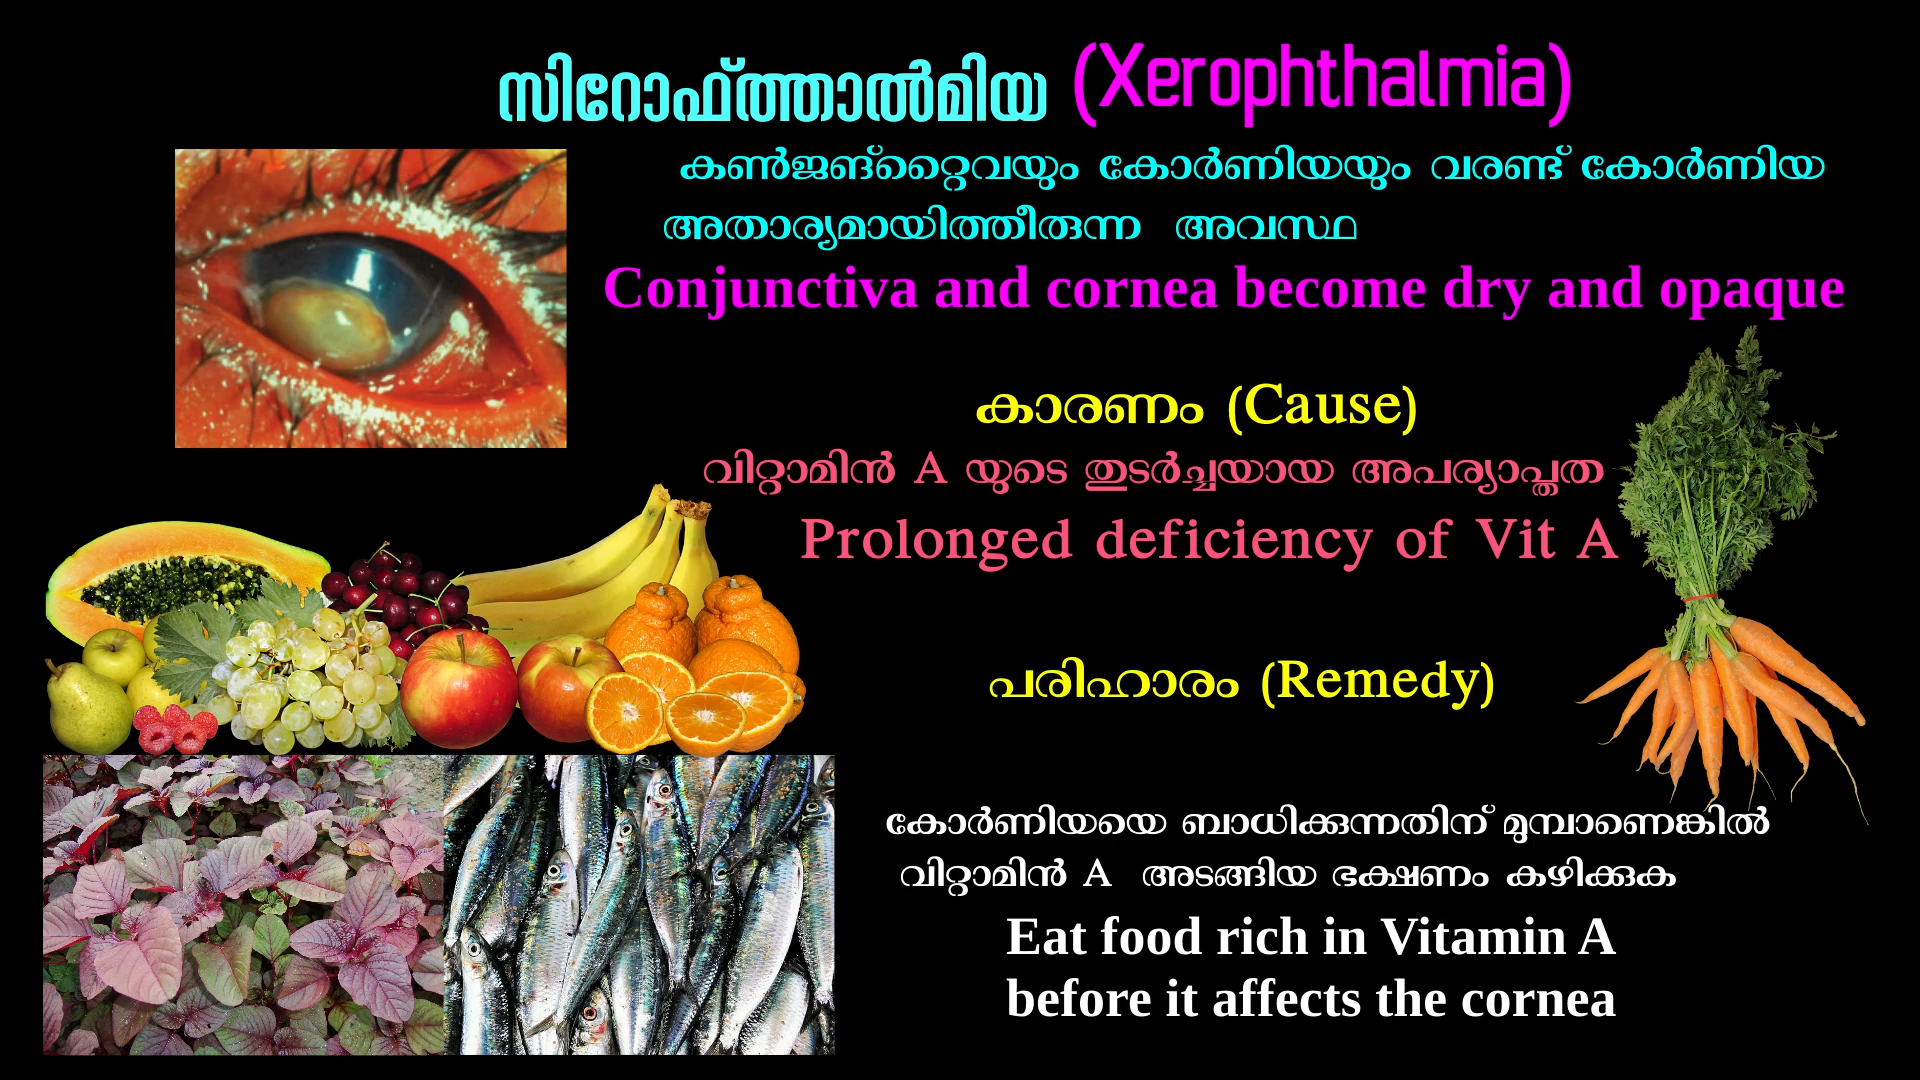 സിറോഫ്ത്താൽമിയ (Xerophthalmia)
കൺജങ്റ്റൈവയും കോർണിയയും വരണ്ട് കോർണിയ
അതാര്യമായിത്തീരുന്ന അവസ്ഥ
Conjunctiva and cornea become dry and opaque
കാരണം (Cause)
വിറ്റാമിൻ A യുടെ തുടർച്ചയായ അപര്യാപ്തത
Prolonged deficiency of Vit A
പരിഹാരം (Remedy)
കോർണിയയെ ബാധിക്കുന്നതിന് മുമ്പാണെങ്കിൽ
വിറ്റാമിൻ A അടങ്ങിയ ഭക്ഷണം കഴിക്കുക
Eat food rich in Vitamin A
before it affects the cornea